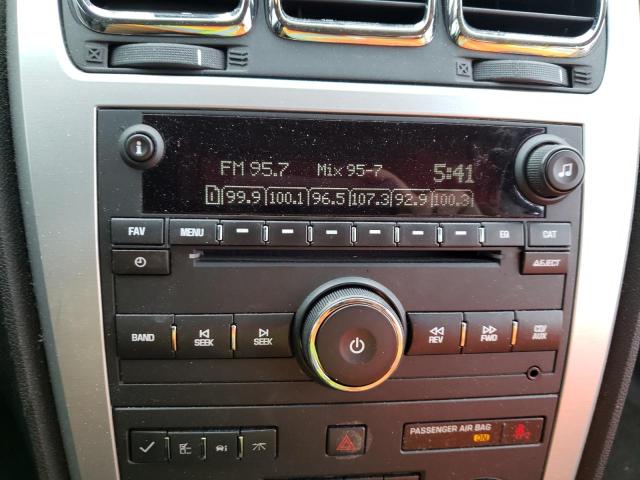 i
FM 95.7 Mix 95-7 5:41
1 99.9 100.1 96.5 107.3 92.9 100.3
FAV MENU EQ CAT
EJECT
BAND SEEK SEEK REV FWD CD/AUX
PASSENGER AIR BAG
ON